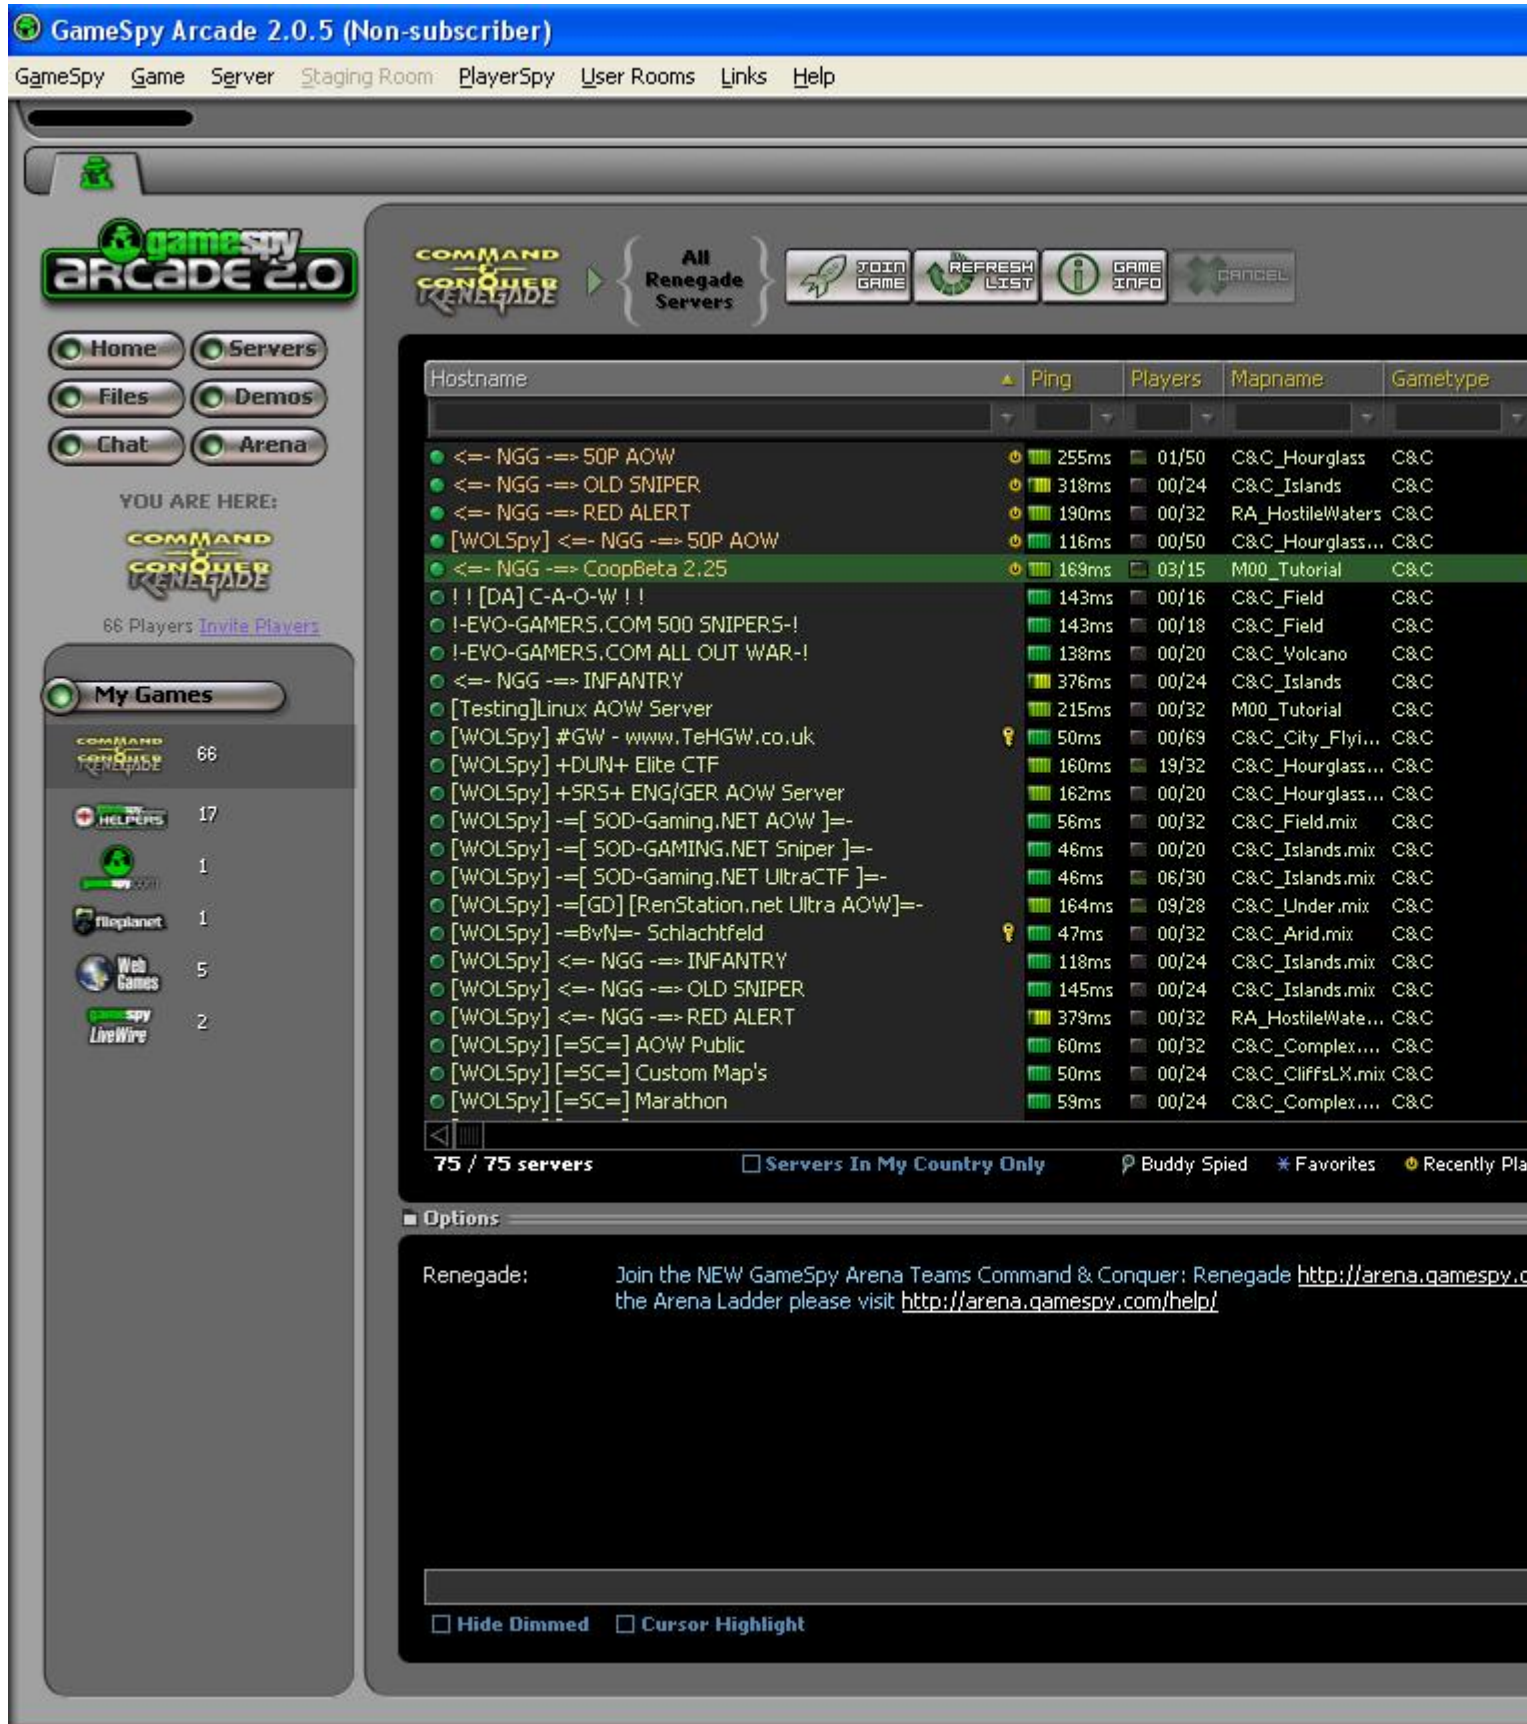 GameSpy Arcade 2.0.5 (Non-subscriber)
GameSpy Game Server Staging Room PlayerSpy User Rooms Links Help
gamespy
ARCADE 2.0
Home Servers
Files Demos
Chat Arena
YOU ARE HERE:
COMMAND
&
CONQUER
RENEGADE
66 Players Invite Players
My Games
COMMAND & CONQUER RENEGADE 66
HELPERS 17
1
fileplanet 1
Web Games 5
gamespy LiveWire 2
COMMAND
&
CONQUER
RENEGADE
All Renegade Servers
JOIN GAME
REFRESH LIST
GAME INFO
CANCEL
Hostname Ping Players Mapname Gametype
<=- NGG -=> 50P AOW 255ms 01/50 C&C_Hourglass C&C
<=- NGG -=> OLD SNIPER 318ms 00/24 C&C_Islands C&C
<=- NGG -=> RED ALERT 190ms 00/32 RA_HostileWaters C&C
[WOLSpy] <=- NGG -=> 50P AOW 116ms 00/50 C&C_Hourglass... C&C
<=- NGG -=> CoopBeta 2.25 169ms 03/15 M00_Tutorial C&C
! ! [DA] C-A-O-W ! ! 143ms 00/16 C&C_Field C&C
!-EVO-GAMERS.COM 500 SNIPERS-! 143ms 00/18 C&C_Field C&C
!-EVO-GAMERS.COM ALL OUT WAR-! 138ms 00/20 C&C_Volcano C&C
<=- NGG -=> INFANTRY 376ms 00/24 C&C_Islands C&C
[Testing]Linux AOW Server 215ms 00/32 M00_Tutorial C&C
[WOLSpy] #GW - www.TeHGW.co.uk 50ms 00/69 C&C_City_Flyi... C&C
[WOLSpy] +DUN+ Elite CTF 160ms 19/32 C&C_Hourglass... C&C
[WOLSpy] +SRS+ ENG/GER AOW Server 162ms 00/20 C&C_Hourglass... C&C
[WOLSpy] -=[ SOD-Gaming.NET AOW ]=- 56ms 00/32 C&C_Field.mix C&C
[WOLSpy] -=[ SOD-GAMING.NET Sniper ]=- 46ms 00/20 C&C_Islands.mix C&C
[WOLSpy] -=[ SOD-Gaming.NET UltraCTF ]=- 46ms 06/30 C&C_Islands.mix C&C
[WOLSpy] -=[GD] [RenStation.net Ultra AOW]=- 164ms 09/28 C&C_Under.mix C&C
[WOLSpy] -=BvN=- Schlachtfeld 47ms 00/32 C&C_Arid.mix C&C
[WOLSpy] <=- NGG -=> INFANTRY 118ms 00/24 C&C_Islands.mix C&C
[WOLSpy] <=- NGG -=> OLD SNIPER 145ms 00/24 C&C_Islands.mix C&C
[WOLSpy] <=- NGG -=> RED ALERT 379ms 00/32 RA_HostileWate... C&C
[WOLSpy] [=SC=] AOW Public 60ms 00/32 C&C_Complex.... C&C
[WOLSpy] [=SC=] Custom Map's 50ms 00/24 C&C_CliffsLX.mix C&C
[WOLSpy] [=SC=] Marathon 59ms 00/24 C&C_Complex.... C&C
75 / 75 servers Servers In My Country Only Buddy Spied Favorites Recently Pla
Options
Renegade: Join the NEW GameSpy Arena Teams Command & Conquer: Renegade http://arena.gamespy.c
the Arena Ladder please visit http://arena.gamespy.com/help/
Hide Dimmed Cursor Highlight